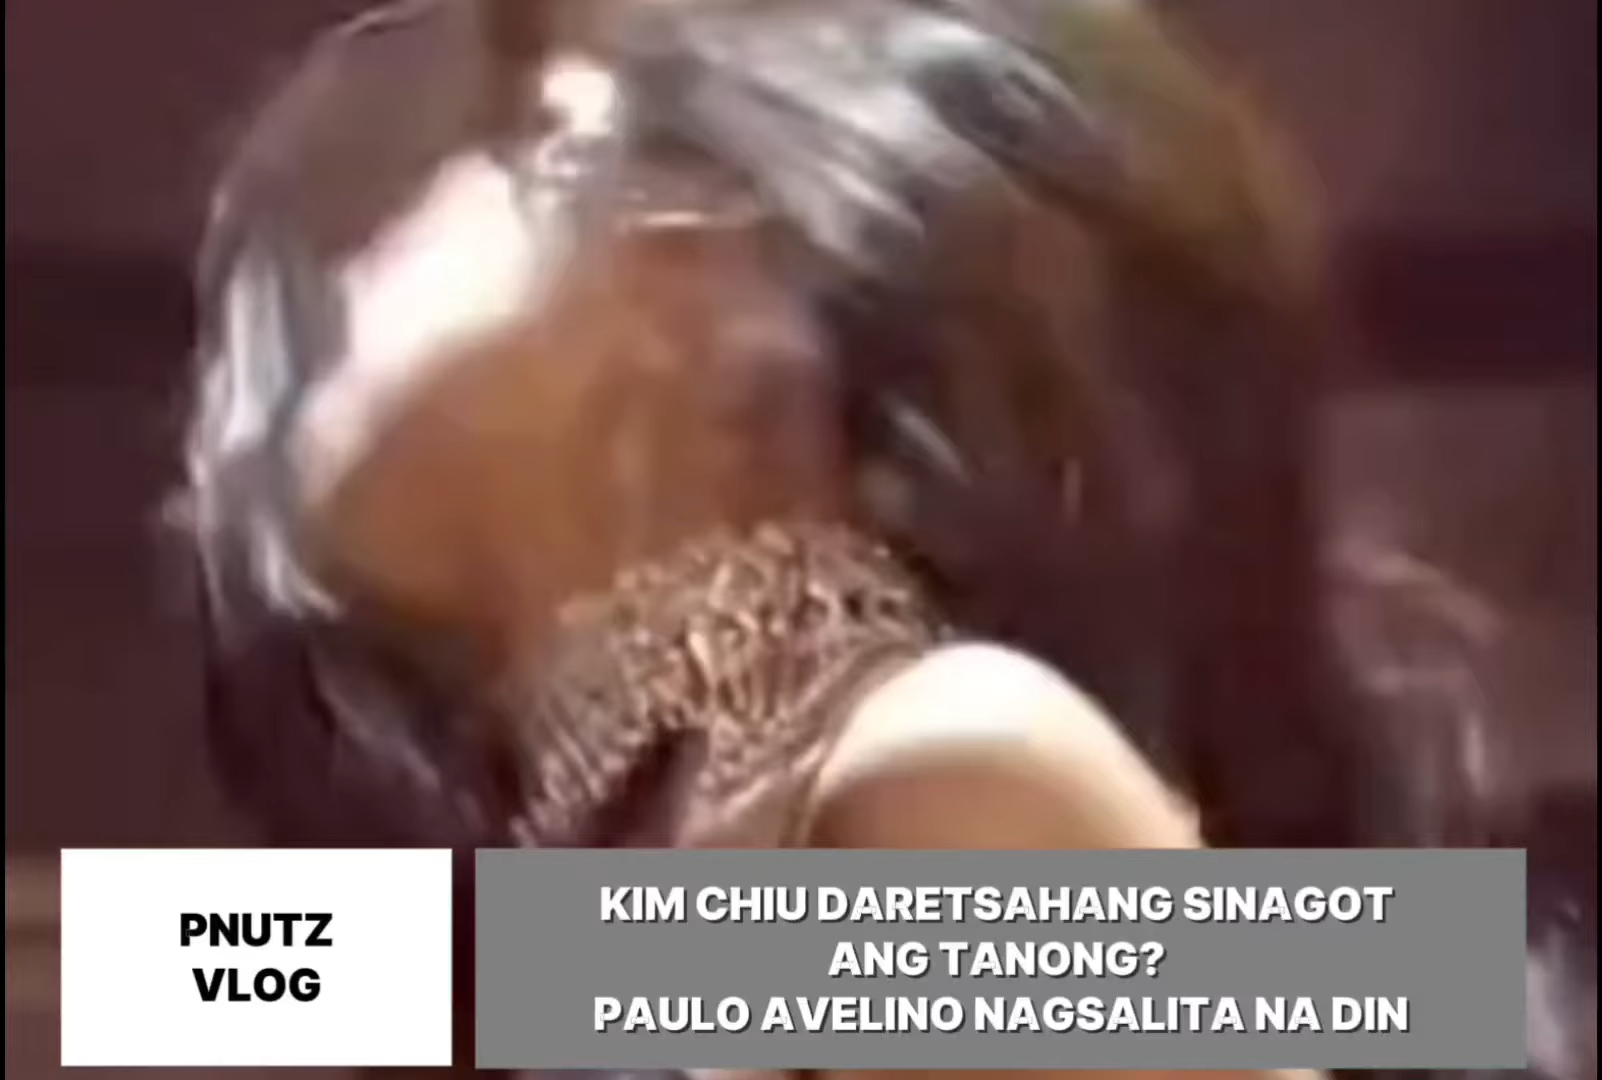 PNUTZ
VLOG
KIM CHIU DARETSAHANG SINAGOT
ANG TANONG?
PAULO AVELINO NAGSALITA NA DIN